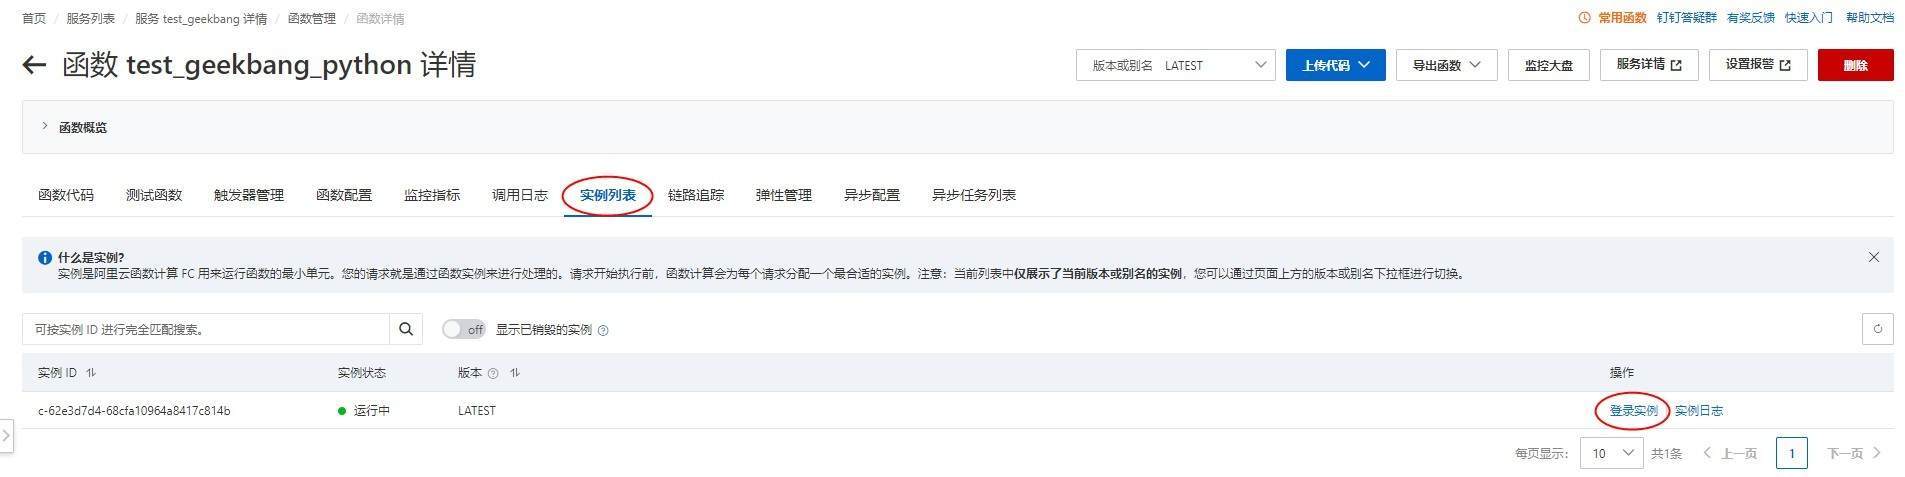 首页 / 服务列表 / 服务 test_geekbang 详情 / 函数管理 / 函数详情
常用函数 钉钉答疑群 有奖反馈 快速入门 帮助文档
函数 test_geekbang_python 详情
版本或别名 LATEST 上传代码 导出函数 监控大盘 服务详情 设置报警 删除
函数概览
函数代码 测试函数 触发器管理 函数配置 监控指标 调用日志 实例列表 链路追踪 弹性管理 异步配置 异步任务列表
什么是实例?
实例是阿里云函数计算 FC 用来运行函数的最小单元。您的请求就是通过函数实例来进行处理的。请求开始执行前，函数计算会为每个请求分配一个最合适的实例。注意：当前列表中仅展示了当前版本或别名的实例，您可以通过页面上方的版本或别名下拉框进行切换。
可按实例 ID 进行完全匹配搜索。 off 显示已销毁的实例
实例 ID 实例状态 版本 操作
c-62e3d7d4-68cfa10964a8417c814b 运行中 LATEST 登录实例 实例日志
每页显示： 10 共1条 上一页 1 下一页